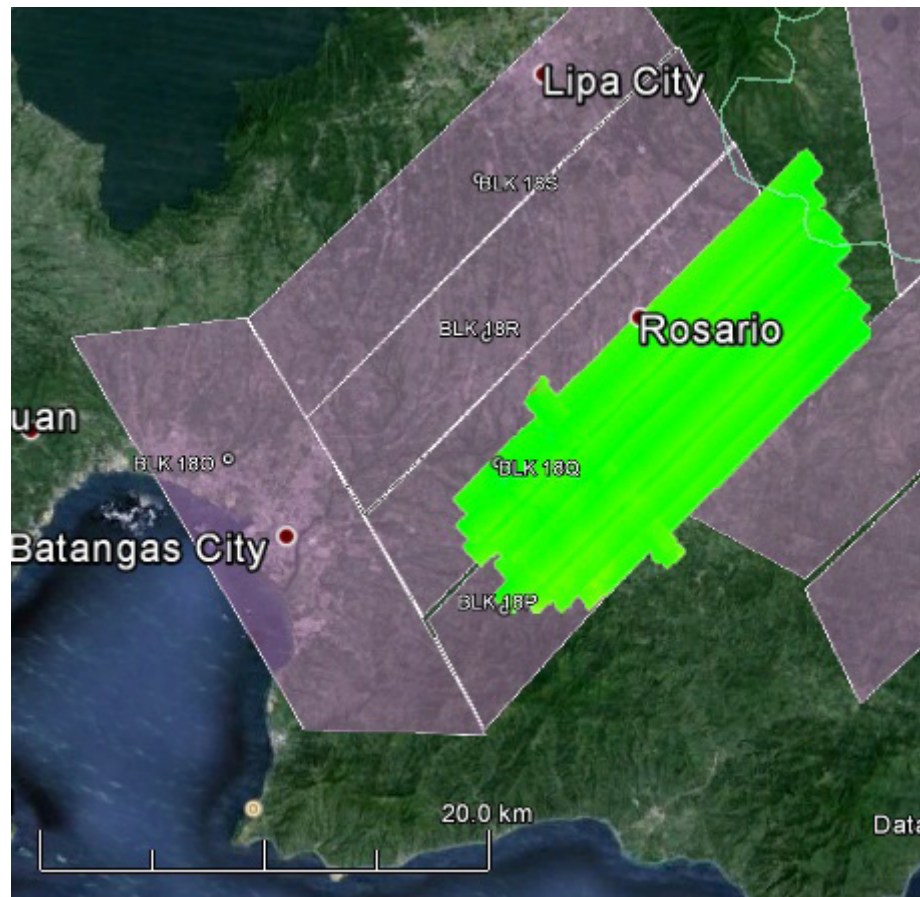 Lipa City
BLK 18S
BLK 18R
Rosario
uan
BLK 18O
BLK 18Q
Batangas City
BLK 18P
20.0 km
Data